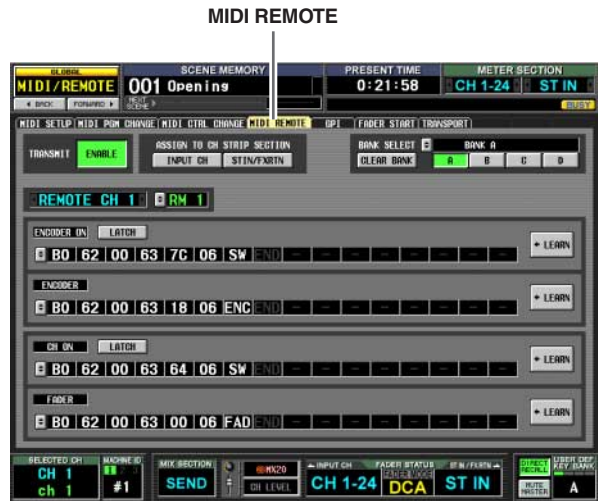 MIDI REMOTE
GLOBAL SCENE MEMORY PRESENT TIME METER SECTION
MIDI/REMOTE 001 Opening 0:21:58 CH 1-24 ST IN
BACK FORWARD NEXT SCENE BUSY
MIDI SETUP MIDI PGM CHANGE MIDI CTRL CHANGE MIDI REMOTE GPI FADER START TRANSPORT
TRANSMIT ENABLE
ASSIGN TO CH STRIP SECTION
INPUT CH STIN/FXRTN
BANK SELECT BANK A
CLEAR BANK A B C D
REMOTE CH 1 RM 1
ENCODER ON LATCH
B0 62 00 63 7C 06 SW END - - - - - - - -
LEARN
ENCODER
B0 62 00 63 18 06 ENC END - - - - - - - -
LEARN
CH ON LATCH
B0 62 00 63 64 06 SW END - - - - - - - -
LEARN
FADER
B0 62 00 63 00 06 FAD END - - - - - - - -
LEARN
SELECTED CH MACHINE ID MIX SECTION INPUT CH FADER STATUS ST IN/FXRTN DIRECT RECALL USER DEF KEY BANK
CH 1 1 2 3 SEND MX20 CH 1-24 FADER MODE ST IN
ch 1 #1 CH LEVEL DCA MUTE MASTER A